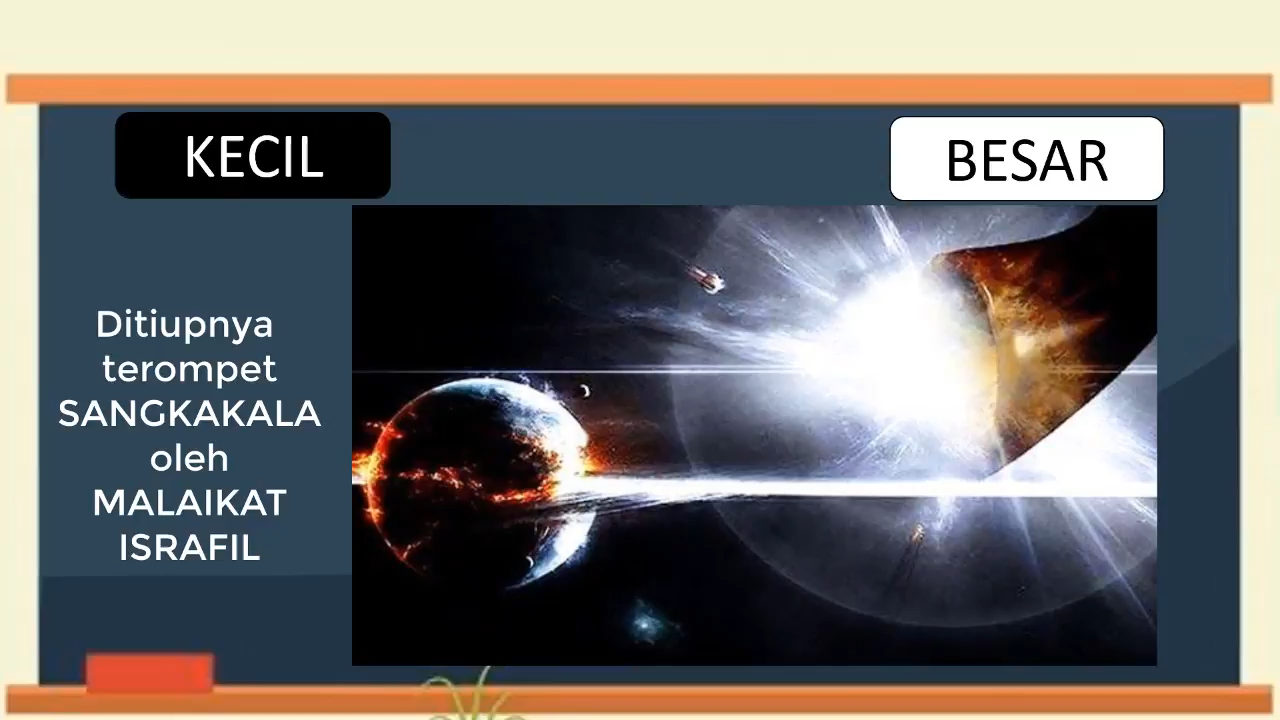 KECIL
BESAR
Ditiupnya
terompet
SANGKAKALA
oleh
MALAIKAT
ISRAFIL